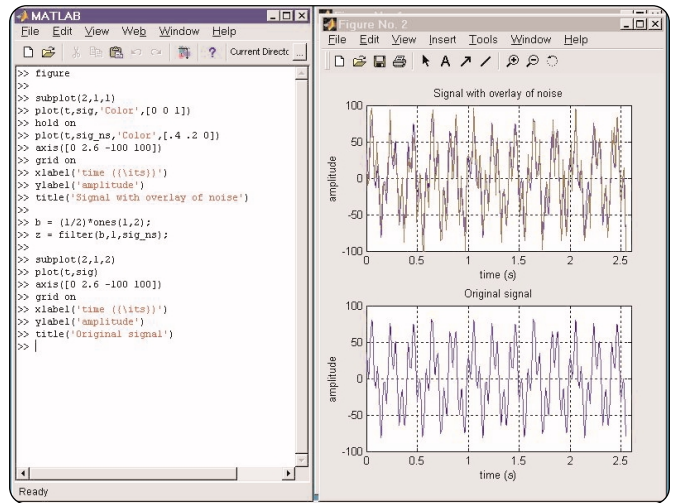 MATLAB
File Edit View Web Window Help
Current Directc ...
>> figure
>>
>> subplot(2,1,1)
>> plot(t,sig,'Color',[0 0 1])
>> hold on
>> plot(t,sig_ns,'Color',[.4 .2 0])
>> axis([0 2.6 -100 100])
>> grid on
>> xlabel('time ({\its})')
>> ylabel('amplitude')
>> title('Signal with overlay of noise')
>>
>> b = (1/2)*ones(1,2);
>> z = filter(b,1,sig_ns);
>>
>> subplot(2,1,2)
>> plot(t,sig)
>> axis([0 2.6 -100 100])
>> grid on
>> xlabel('time ({\its})')
>> ylabel('amplitude')
>> title('Original signal')
>>
Ready
Figure No. 2
File Edit View Insert Tools Window Help
Signal with overlay of noise
100
50
0
-50
-100
amplitude
0 0.5 1 1.5 2 2.5
time (s)
Original signal
100
50
0
-50
-100
amplitude
0 0.5 1 1.5 2 2.5
time (s)